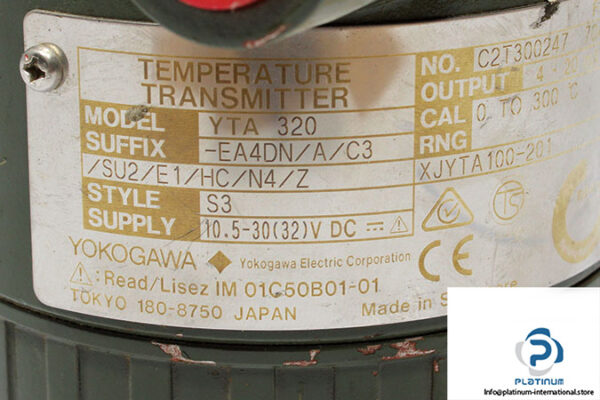 TEMPERATURE TRANSMITTER
NO. C2T300247
OUTPUT 4 - 20
CAL RNG 0 TO 300 °C
MODEL YTA 320
SUFFIX -EA4DN/A/C3
/SU2/E1/HC/N4/Z
XJYTA100-201
STYLE S3
SUPPLY 10.5-30(32)V DC
YOKOGAWA Yokogawa Electric Corporation
CE
: Read/Lisez IM 01C50B01-01
TOKYO 180-8750 JAPAN
Made in
PLATINUM
Info@platinum-international.store